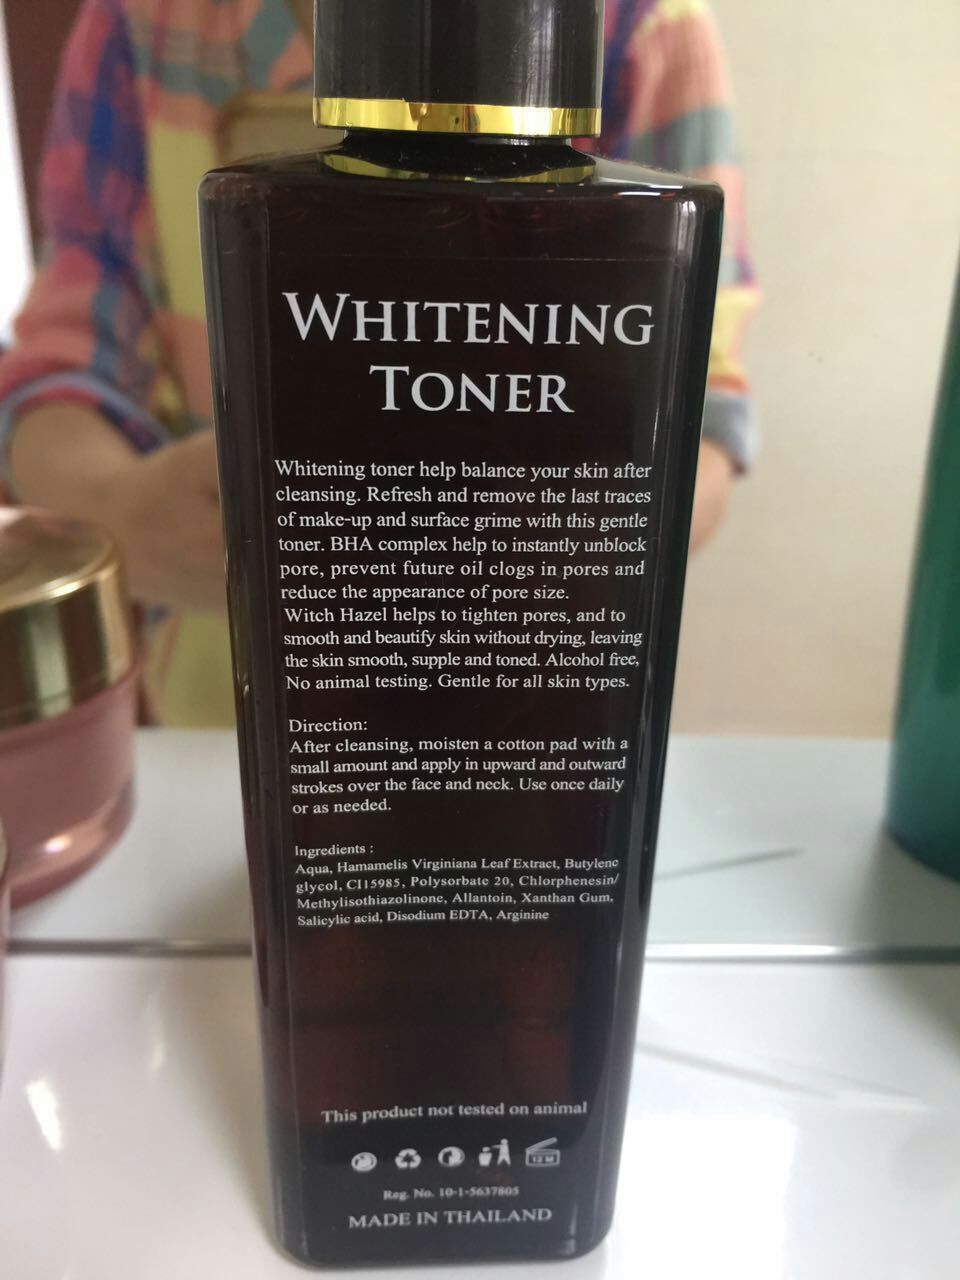 WHITENING
TONER
Whitening toner help balance your skin after
cleansing. Refresh and remove the last traces
of make-up and surface grime with this gentle
toner. BHA complex help to instantly unblock
pore, prevent future oil clogs in pores and
reduce the appearance of pore size.
Witch Hazel helps to tighten pores, and to
smooth and beautify skin without drying, leaving
the skin smooth, supple and toned. Alcohol free,
No animal testing. Gentle for all skin types.
Direction:
After cleansing, moisten a cotton pad with a
small amount and apply in upward and outward
strokes over the face and neck. Use once daily
or as needed.
Ingredients :
Aqua, Hamamelis Virginiana Leaf Extract, Butylene
glycol, CI15985, Polysorbate 20, Chlorphenesin/
Methylisothiazolinone, Allantoin, Xanthan Gum,
Salicylic acid, Disodium EDTA, Arginine
This product not tested on animal
12 M
Reg. No. 10-1-5637805
MADE IN THAILAND